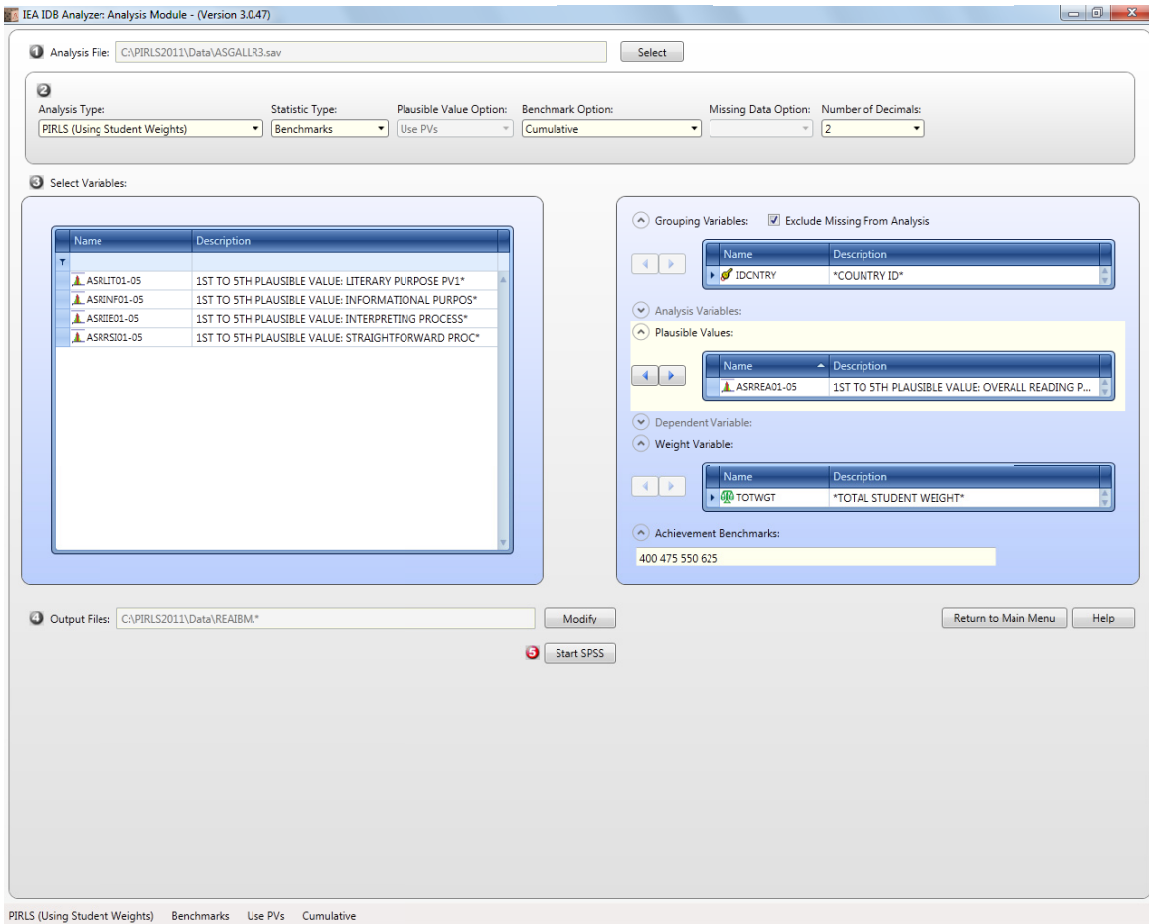 IEA IDB Analyzer: Analysis Module - (Version 3.0.47)
1 Analysis File: C:\PIRLS2011\Data\ASGALLR3.sav Select
2
Analysis Type: Statistic Type: Plausible Value Option: Benchmark Option: Missing Data Option: Number of Decimals:
PIRLS (Using Student Weights) Benchmarks Use PVs Cumulative 2
3 Select Variables:
Grouping Variables: Exclude Missing From Analysis
Name Description
IDCNTRY *COUNTRY ID*
Analysis Variables:
Plausible Values:
Name Description
ASRREA01-05 1ST TO 5TH PLAUSIBLE VALUE: OVERALL READING P...
Dependent Variable:
Weight Variable:
Name Description
TOTWGT *TOTAL STUDENT WEIGHT*
Achievement Benchmarks:
400 475 550 625
Name Description
ASRLIT01-05 1ST TO 5TH PLAUSIBLE VALUE: LITERARY PURPOSE PV1*
ASRINF01-05 1ST TO 5TH PLAUSIBLE VALUE: INFORMATIONAL PURPOS*
ASRIIE01-05 1ST TO 5TH PLAUSIBLE VALUE: INTERPRETING PROCESS*
ASRRSI01-05 1ST TO 5TH PLAUSIBLE VALUE: STRAIGHTFORWARD PROC*
4 Output Files: C:\PIRLS2011\Data\REAIBM.* Modify Return to Main Menu Help
5 Start SPSS
PIRLS (Using Student Weights) Benchmarks Use PVs Cumulative